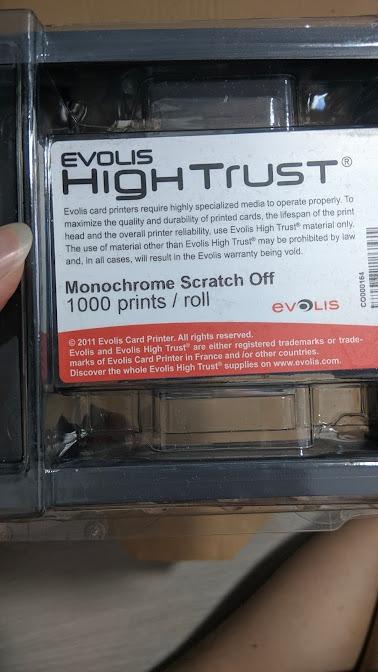 EVOLIS
HIGHTRUST®
Evolis card printers require highly specialized media to operate properly. To
maximize the quality and durability of printed cards, the lifespan of the print
head and the overall printer reliability, use Evolis High Trust® material only.
The use of material other than Evolis High Trust® may be prohibited by law
and, in all cases, will result in the Evolis warranty being void.
Monochrome Scratch Off
1000 prints / roll
evolis
CO000164
© 2011 Evolis Card Printer. All rights reserved.
Evolis and Evolis High Trust® are either registered trademarks or trade-
marks of Evolis Card Printer in France and /or other countries.
Discover the whole Evolis High Trust® supplies on www.evolis.com.